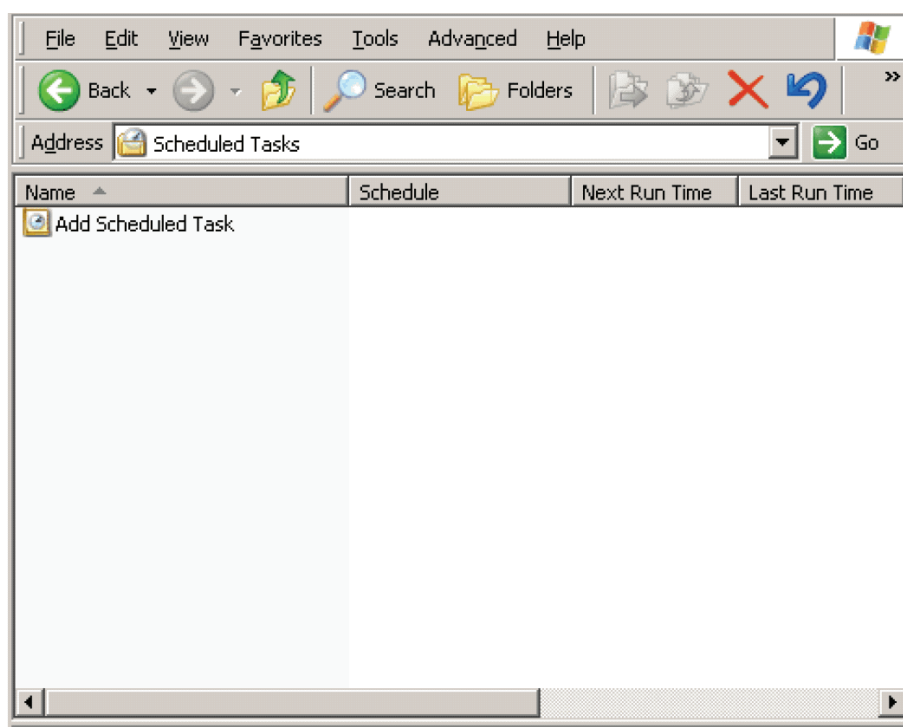 File Edit View Favorites Tools Advanced Help
Back Search Folders »
Address Scheduled Tasks Go
Name Schedule Next Run Time Last Run Time
Add Scheduled Task